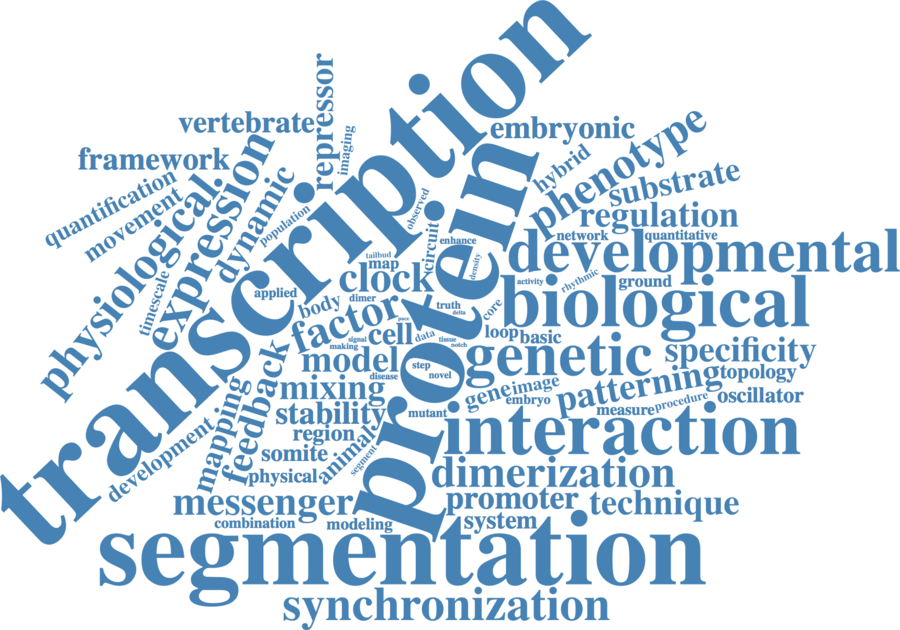 transcription
protein
repressor
imaging
vertebrate
embryonic
phenotype
hybrid
framework
expression
physiological
quantification
movement
dynamic
population
observed
substrate
regulation
circuit
network
quantitative
enhance
developmental
tailbud
map
density
timescale
clock
activity
rhythmic
ground
applied
body
dimer
truth
delta
core
biological
factor
pace
cell
data
signal
making
tissue
notch
loop
basic
model
genetic
specificity
step
novel
disease
topology
mapping
feedback
mixing
gene
image
patterning
embryo
measure
procedure
oscillator
stability
mutant
region
animal
interaction
development
somite
segment
physical
dimerization
messenger
promoter
technique
combination
modeling
system
segmentation
synchronization